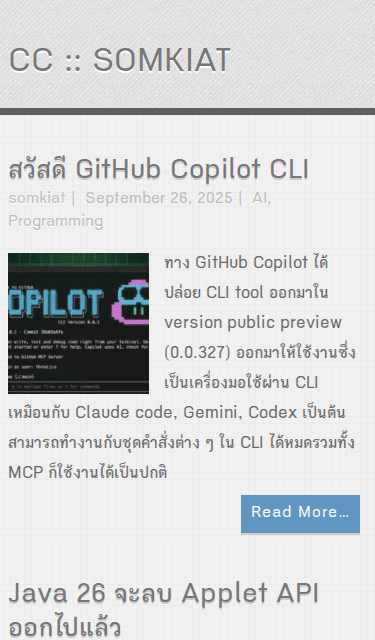 CC :: SOMKIAT
สวัสดี GitHub Copilot CLI
somkiat | September 26, 2025 | AI,
Programming
OPILOT
CLI Version 0.0.1
ทาง GitHub Copilot ได้
ปล่อย CLI tool ออกมาใน
version public preview
(0.0.327) ออกมาให้ใช้งานซึ่ง
เป็นเครื่องมือใช้ผ่าน CLI
เหมือนกับ Claude code, Gemini, Codex เป็นต้น
สามารถทำงานกับชุดคำสั่งต่าง ๆ ใน CLI ได้หมดรวมทั้ง
MCP ก็ใช้งานได้เป็นปกติ
Read More...
Java 26 จะลบ Applet API
ออกไปแล้ว